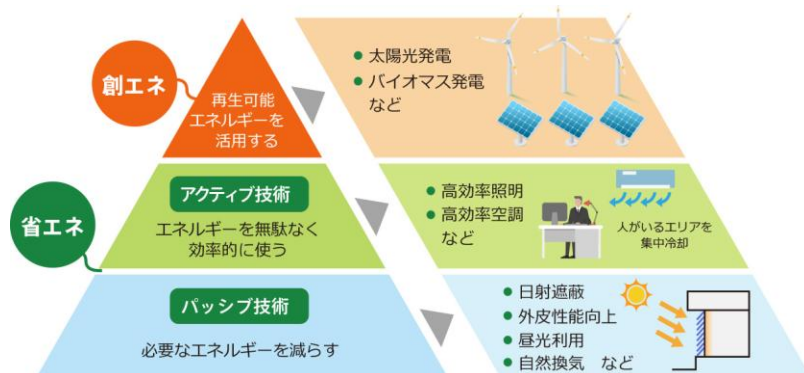 創エネ
再生可能
エネルギーを
活用する
● 太陽光発電
● バイオマス発電
など
省エネ
アクティブ技術
エネルギーを無駄なく
効率的に使う
● 高効率照明
● 高効率空調
など
人がいるエリアを
集中冷却
パッシブ技術
必要なエネルギーを減らす
● 日射遮蔽
● 外皮性能向上
● 昼光利用
● 自然換気 など